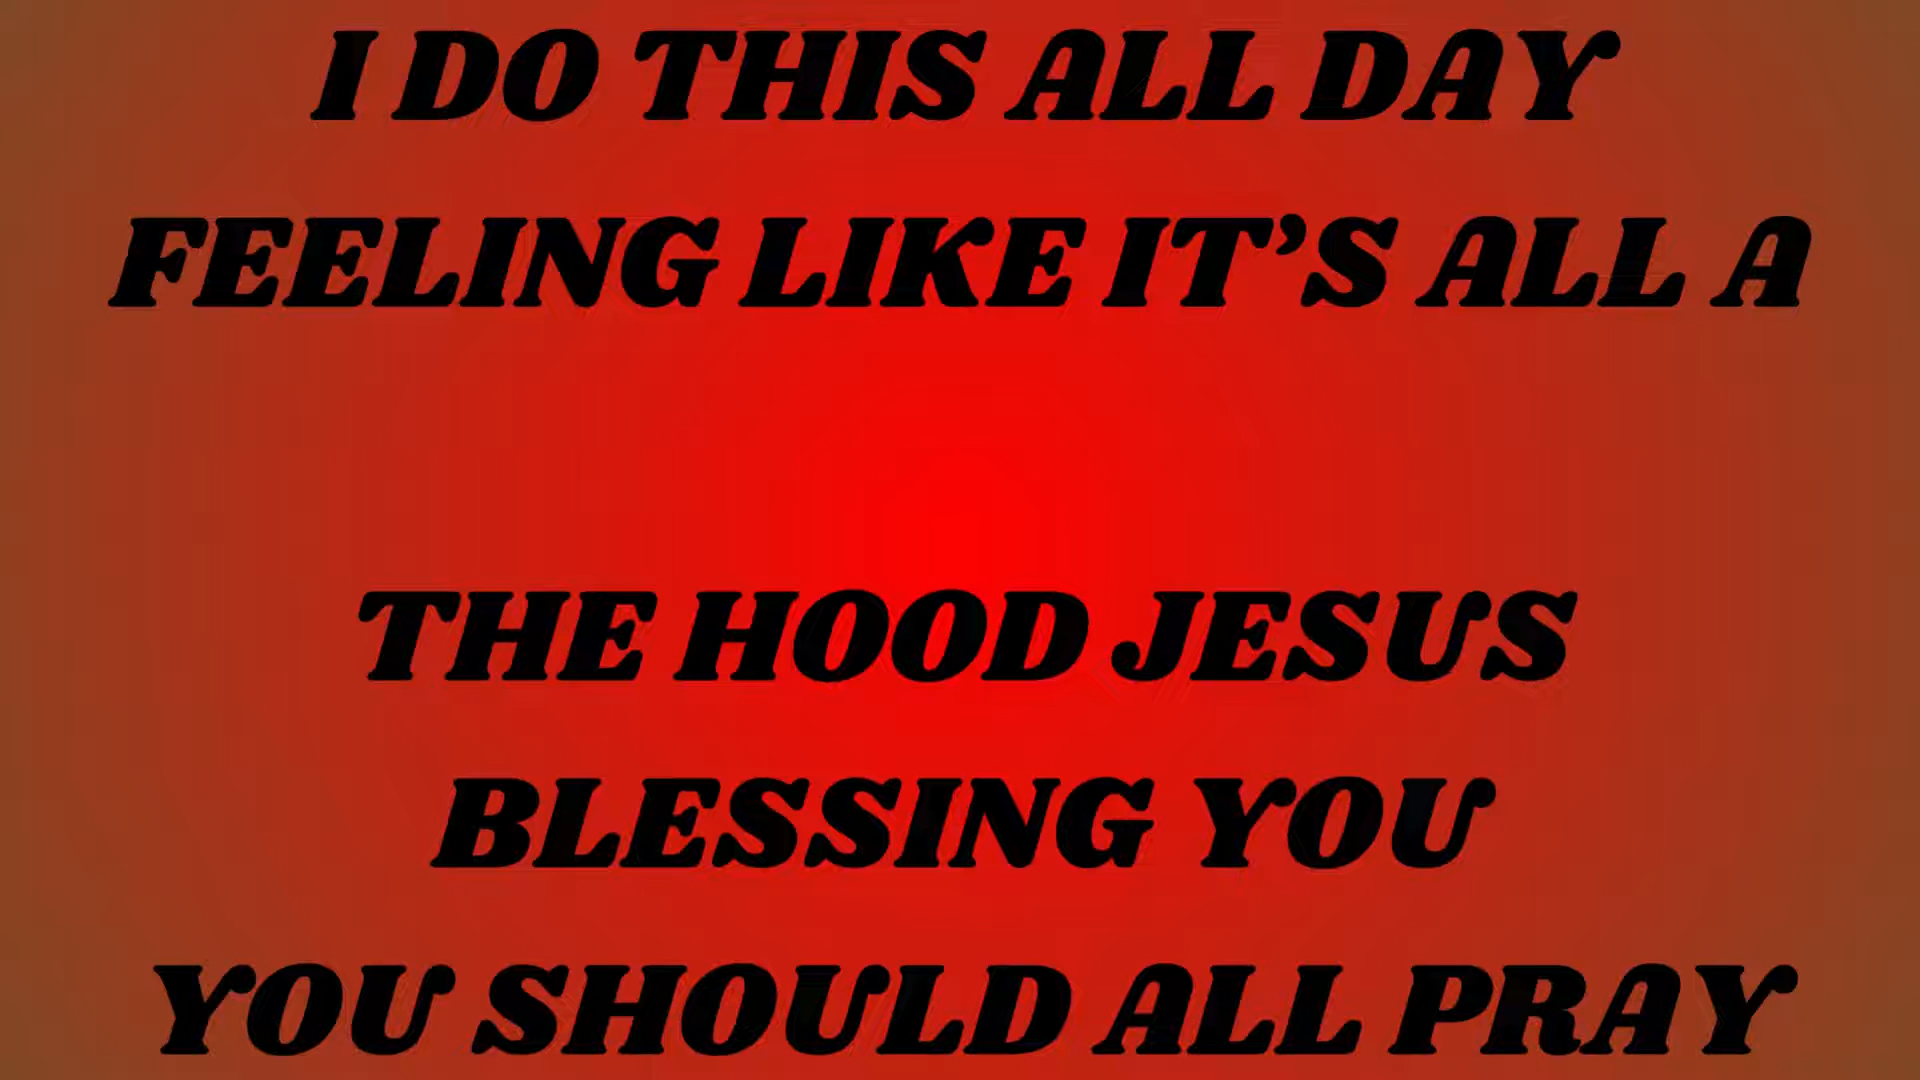 I DO THIS ALL DAY
FEELING LIKE IT’S ALL A
THE HOOD JESUS
BLESSING YOU
YOU SHOULD ALL PRAY